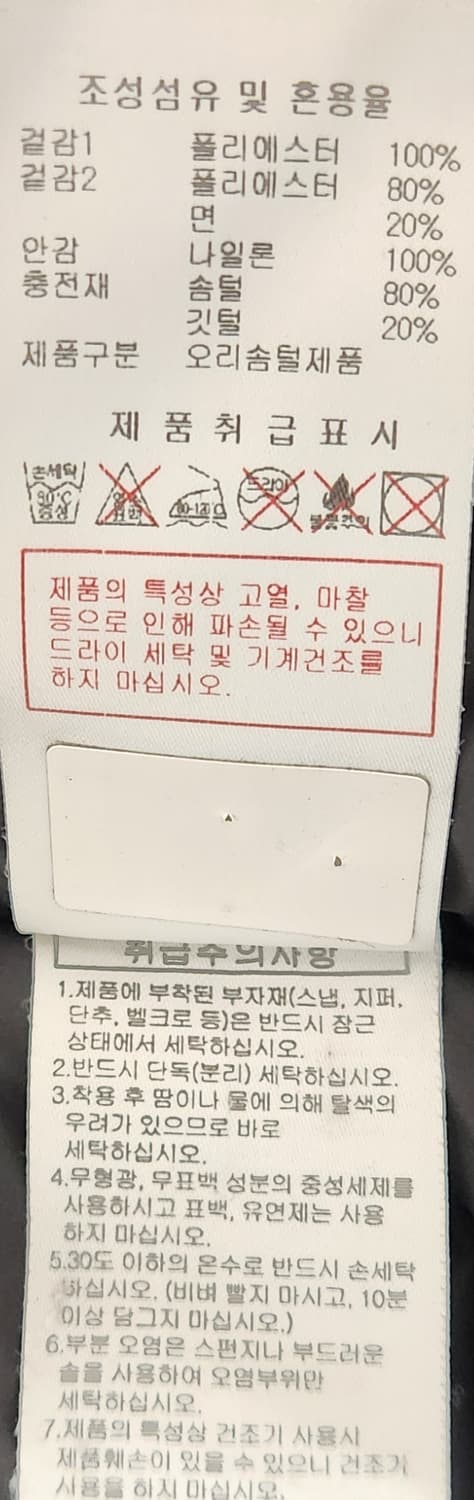 조성섬유 및 혼용율
겉감1 폴리에스터 100%
겉감2 폴리에스터 80%
면 20%
안감 나일론 100%
충전재 솜털 80%
깃털 20%
제품구분 오리솜털제품
제 품 취 급 표 시
손세탁 드라이
30℃ 80-120℃ 불꽃주의
중성
제품의 특성상 고열, 마찰
등으로 인해 파손될 수 있으니
드라이 세탁 및 기계건조를
하지 마십시오.
취급주의사항
1.제품에 부착된 부자재(스냅, 지퍼,
단추, 벨크로 등)은 반드시 잠근
상태에서 세탁하십시오.
2.반드시 단독(분리) 세탁하십시오.
3.착용 후 땀이나 물에 의해 탈색의
우려가 있으므로 바로
세탁하십시오.
4.무형광, 무표백 성분의 중성세제를
사용하시고 표백, 유연제는 사용
하지 마십시오.
5.30도 이하의 온수로 반드시 손세탁
하십시오. (비벼 빨지 마시고, 10분
이상 담그지 마십시오.)
6.부분 오염은 스펀지나 부드러운
솔을 사용하여 오염부위만
세탁하십시오.
7.제품의 특성상 건조기 사용시
제품훼손이 있을 수 있으니 건조기
사용을 하지 마십시오.